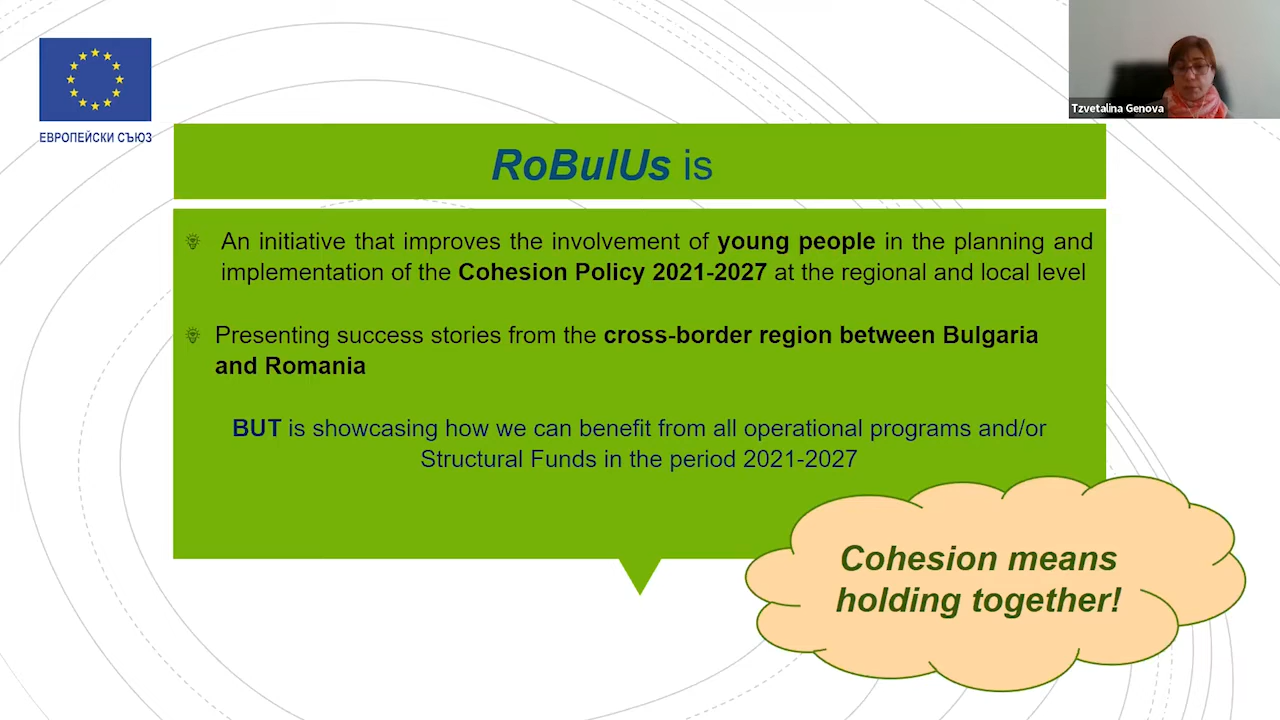 ЕВРОПЕЙСКИ СЪЮЗ
Tzvetalina Genova
RoBulUs is
An initiative that improves the involvement of young people in the planning and
implementation of the Cohesion Policy 2021-2027 at the regional and local level
Presenting success stories from the cross-border region between Bulgaria
and Romania
BUT is showcasing how we can benefit from all operational programs and/or
Structural Funds in the period 2021-2027
Cohesion means
holding together!